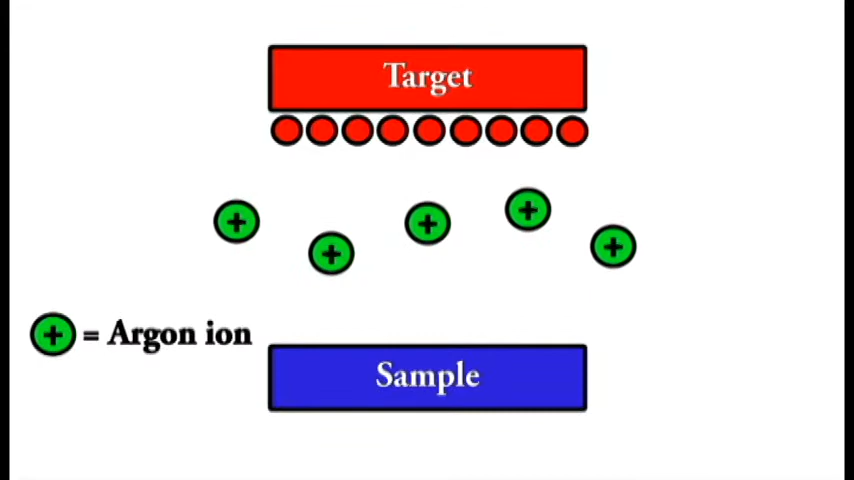 Target
+ + + + +
+ = Argon ion
Sample